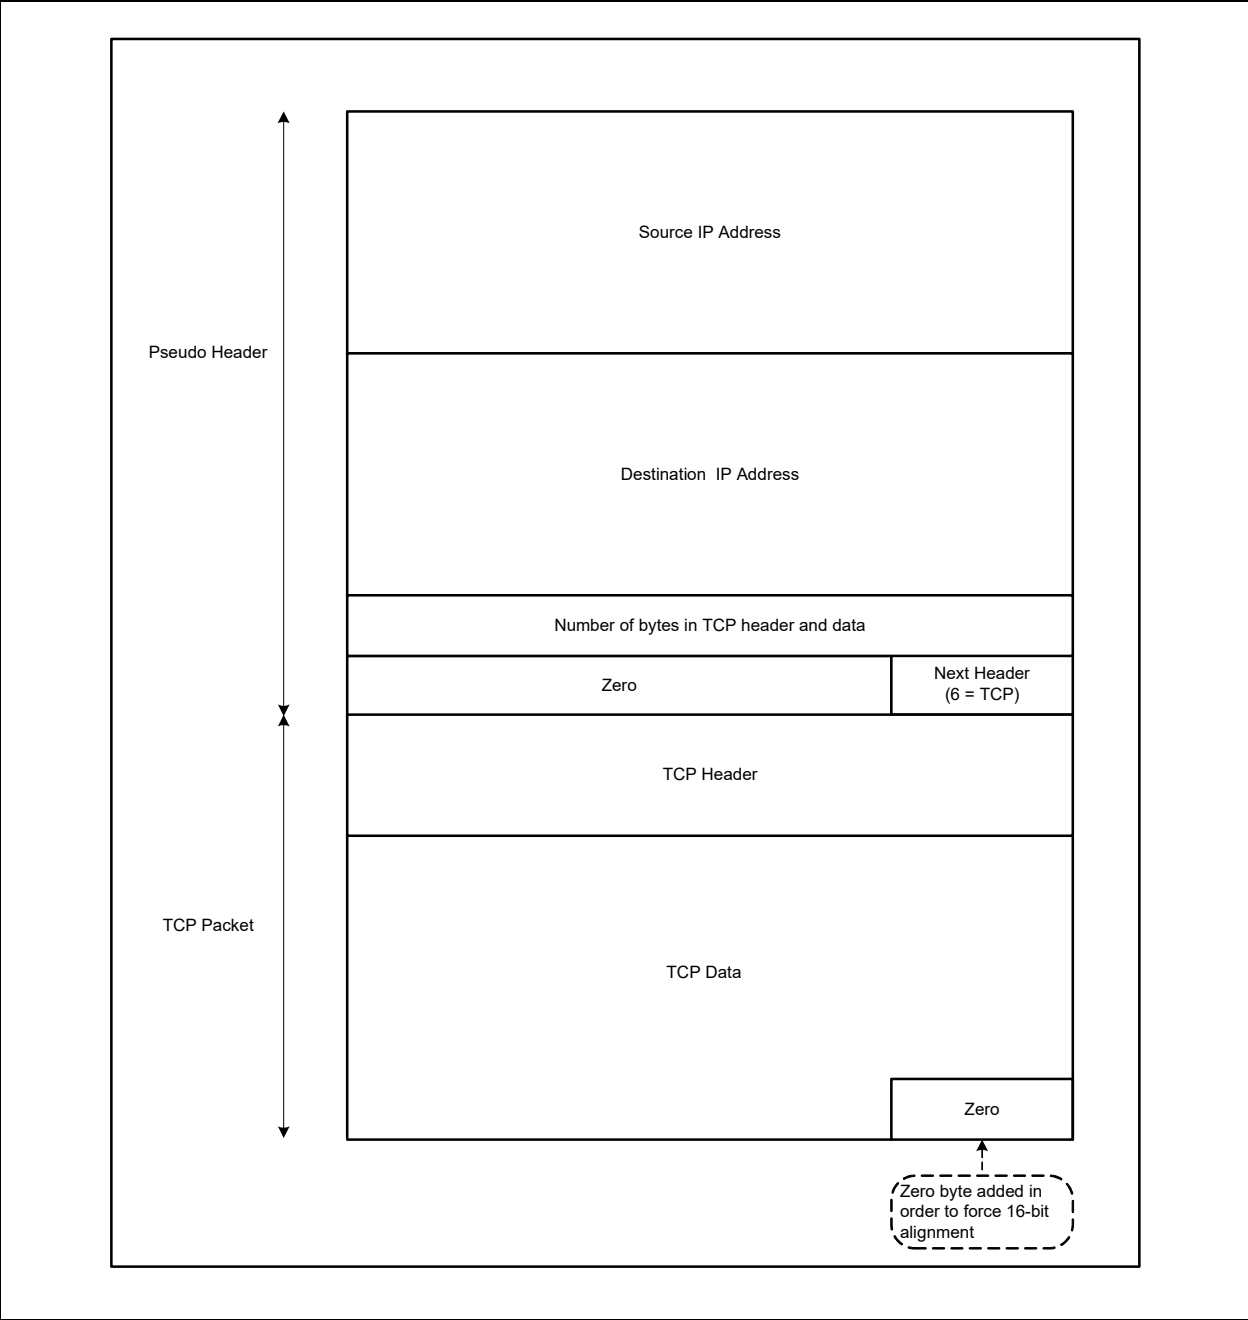 Source IP Address
Pseudo Header
Destination  IP Address
Number of bytes in TCP header and data
Zero
Next Header
(6 = TCP)
TCP Header
TCP Packet
TCP Data
Zero
Zero byte added in
order to force 16-bit
alignment